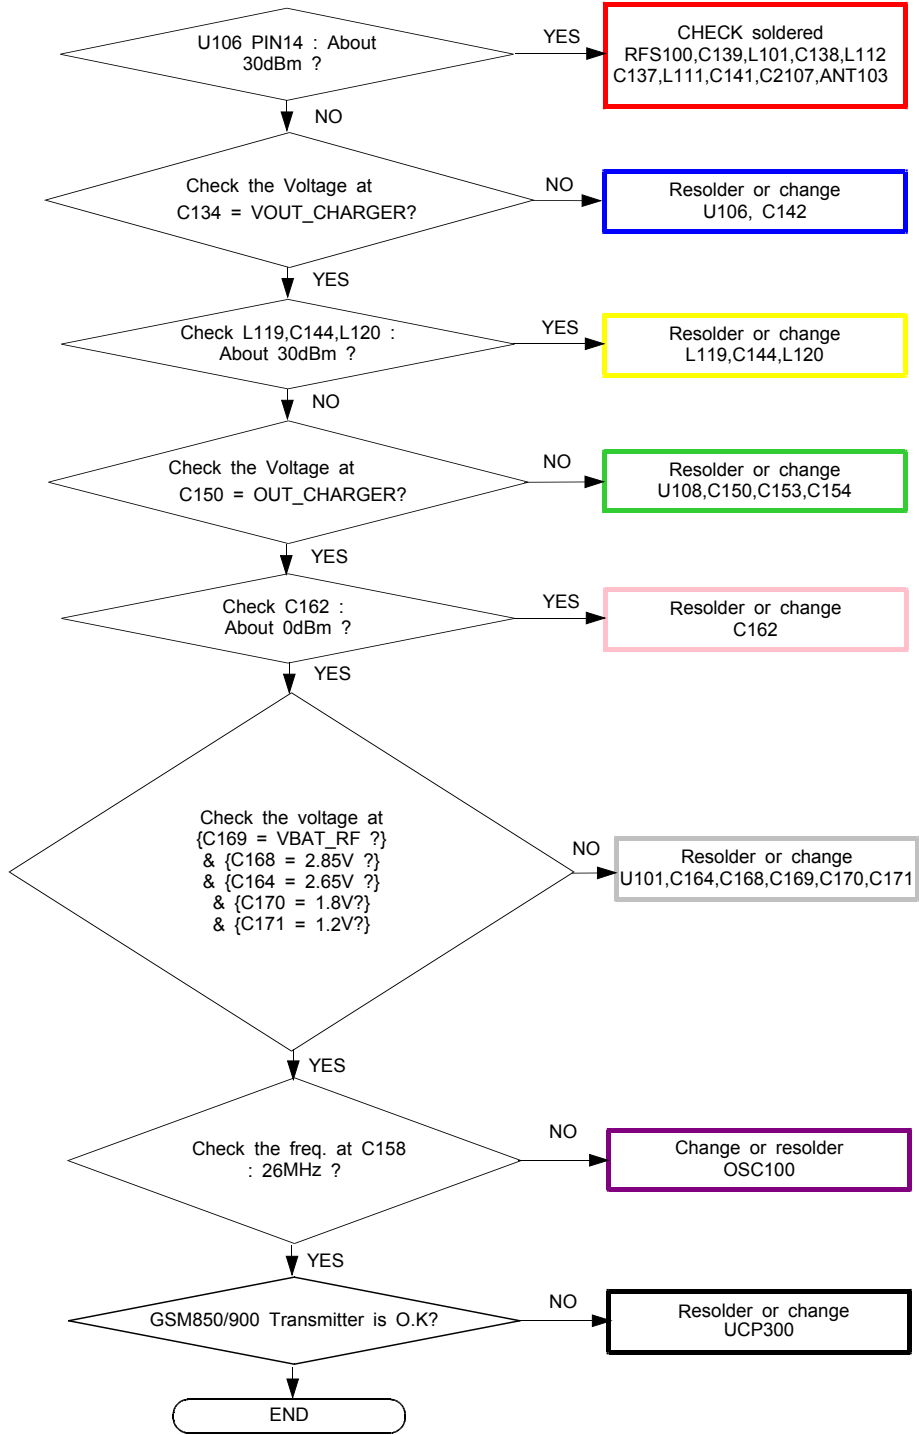 U106 PIN14 : About
30dBm ?
YES
CHECK soldered
RFS100,C139,L101,C138,L112
C137,L111,C141,C2107,ANT103
NO
Check the Voltage at
C134 = VOUT_CHARGER?
NO
Resolder or change
U106, C142
YES
Check L119,C144,L120 :
About 30dBm ?
YES
Resolder or change
L119,C144,L120
NO
Check the Voltage at
C150 = OUT_CHARGER?
NO
Resolder or change
U108,C150,C153,C154
YES
Check C162 :
About 0dBm ?
YES
Resolder or change
C162
YES
Check the voltage at
{C169 = VBAT_RF ?}
& {C168 = 2.85V ?}
& {C164 = 2.65V ?}
& {C170 = 1.8V?}
& {C171 = 1.2V?}
NO
Resolder or change
U101,C164,C168,C169,C170,C171
YES
Check the freq. at C158
: 26MHz ?
NO
Change or resolder
OSC100
YES
GSM850/900 Transmitter is O.K?
NO
Resolder or change
UCP300
END